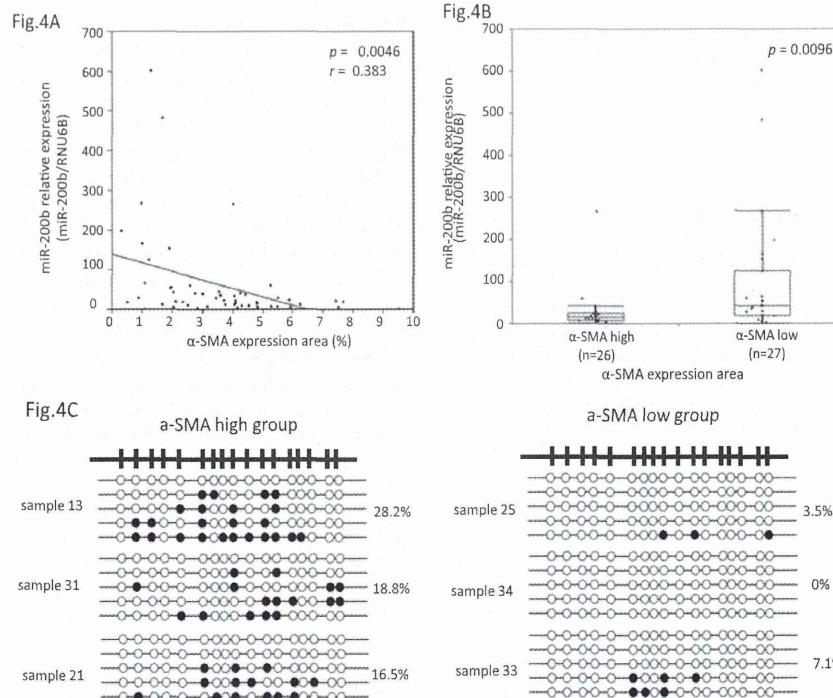 Fig.4A
700
600
500
400
300
200
100
0
p = 0.0046
r = 0.383
miR-200b relative expression
(miR-200b/RNU6B)
0 1 2 3 4 5 6 7 8 9 10
α-SMA expression area (%)
Fig.4B
700
600
500
400
300
200
100
0
p = 0.0096
miR-200b relative expression
(miR-200b/RNU6B)
α-SMA high
(n=26)
α-SMA low
(n=27)
α-SMA expression area
Fig.4C
a-SMA high group
sample 13
28.2%
sample 31
18.8%
sample 21
16.5%
a-SMA low group
sample 25
3.5%
sample 34
0%
sample 33
7.1%